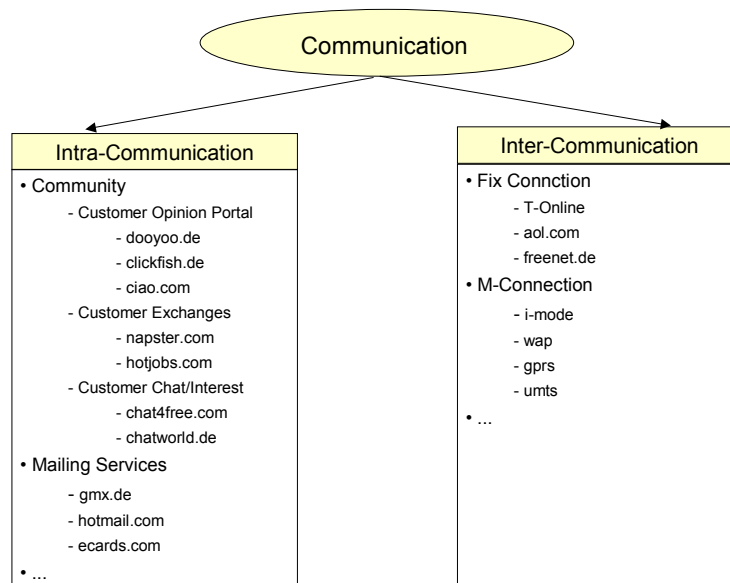 Communication
Intra-Communication
• Community
- Customer Opinion Portal
- dooyoo.de
- clickfish.de
- ciao.com
- Customer Exchanges
- napster.com
- hotjobs.com
- Customer Chat/Interest
- chat4free.com
- chatworld.de
• Mailing Services
- gmx.de
- hotmail.com
- ecards.com
• ...
Inter-Communication
• Fix Connction
- T-Online
- aol.com
- freenet.de
• M-Connection
- i-mode
- wap
- gprs
- umts
• ...